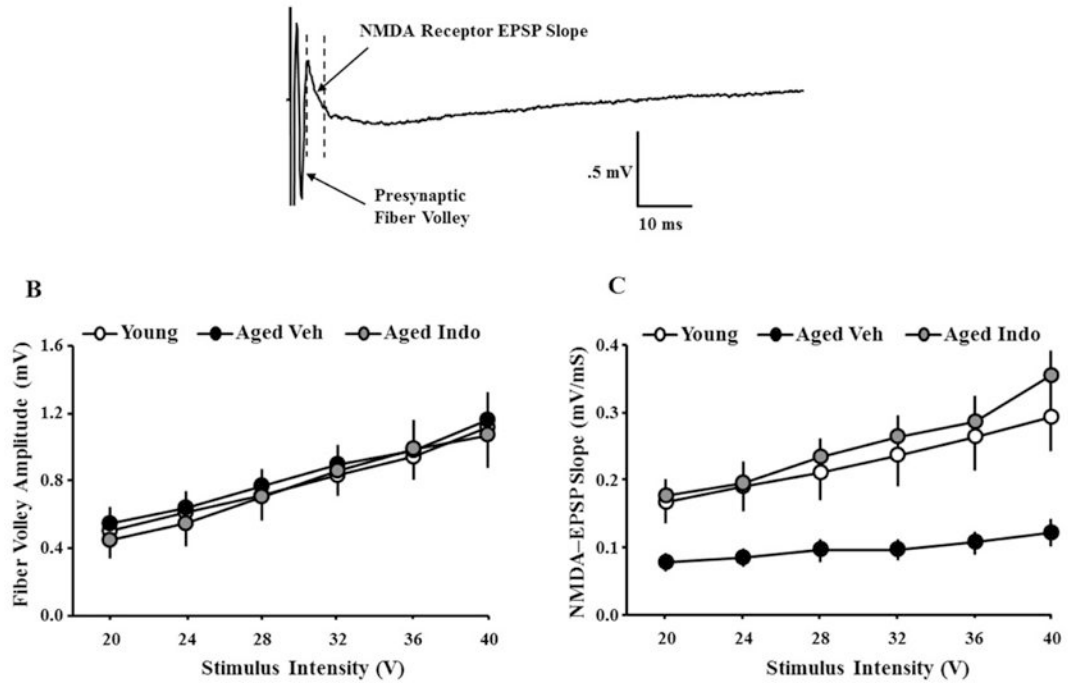 NMDA Receptor EPSP Slope
.5 mV
Presynaptic
Fiber Volley
10 ms
B
Young Aged Veh Aged Indo
Fiber Volley Amplitude (mV)
1.6
1.2
0.8
0.4
0.0
20 24 28 32 36 40
Stimulus Intensity (V)
C
Young Aged Veh Aged Indo
NMDA–EPSP Slope (mV/mS)
0.4
0.3
0.2
0.1
0.0
20 24 28 32 36 40
Stimulus Intensity (V)